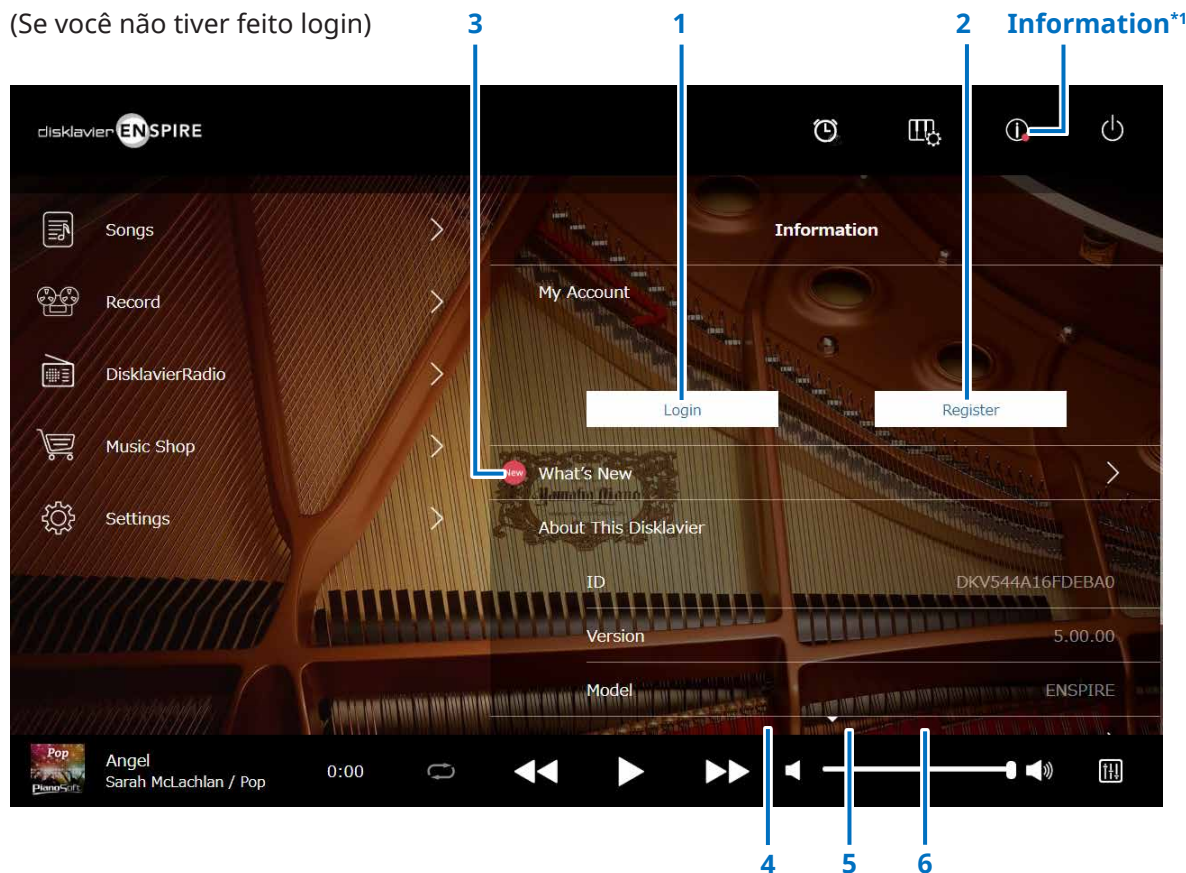 (Se você não tiver feito login)
3
1
2
Information*1
disklavier ENSPIRE
Songs
Record
DisklavierRadio
Music Shop
Settings
Information
My Account
Login
Register
New
What's New
About This Disklavier
ID
DKV544A16FDEBA0
Version
5.00.00
Model
ENSPIRE
Pop
PianoSoft
Angel
Sarah McLachlan / Pop
0:00
4
5
6